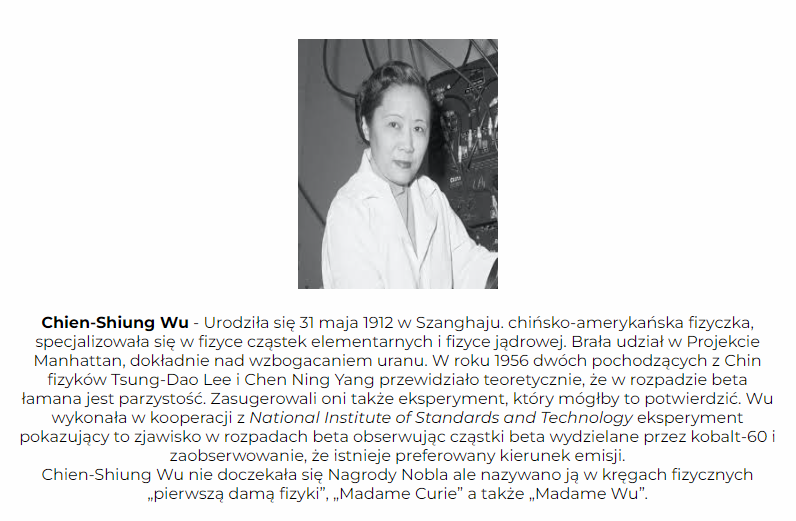 Chien-Shiung Wu - Urodziła się 31 maja 1912 w Szanghaju. chińsko-amerykańska fizyczka,
specjalizowała się w fizyce cząstek elementarnych i fizyce jądrowej. Brała udział w Projekcie
Manhattan, dokładnie nad wzbogacaniem uranu. W roku 1956 dwóch pochodzących z Chin
fizyków Tsung-Dao Lee i Chen Ning Yang przewidziało teoretycznie, że w rozpadzie beta
łamana jest parzystość. Zasugerowali oni także eksperyment, który mógłby to potwierdzić. Wu
wykonała w kooperacji z National Institute of Standards and Technology eksperyment
pokazujący to zjawisko w rozpadach beta obserwując cząstki beta wydzielane przez kobalt-60 i
zaobserwowanie, że istnieje preferowany kierunek emisji.
Chien-Shiung Wu nie doczekała się Nagrody Nobla ale nazywano ją w kręgach fizycznych
„pierwszą damą fizyki”, „Madame Curie” a także „Madame Wu”.